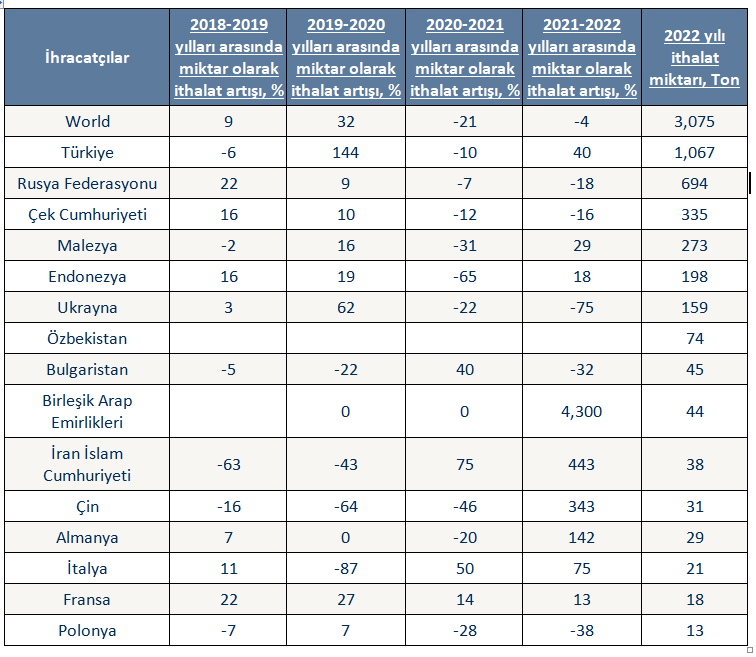 İhracatçılar
2018-2019
yılları arasında
miktar olarak
ithalat artışı, %
2019-2020
yılları arasında
miktar olarak
ithalat artışı, %
2020-2021
yılları arasında
miktar olarak
ithalat artışı, %
2021-2022
yılları arasında
miktar olarak
ithalat artışı, %
2022 yılı
ithalat
miktarı, Ton
World 9 32 -21 -4 3,075
Türkiye -6 144 -10 40 1,067
Rusya Federasyonu 22 9 -7 -18 694
Çek Cumhuriyeti 16 10 -12 -16 335
Malezya -2 16 -31 29 273
Endonezya 16 19 -65 18 198
Ukrayna 3 62 -22 -75 159
Özbekistan 74
Bulgaristan -5 -22 40 -32 45
Birleşik Arap
Emirlikleri 0 0 4,300 44
İran İslam
Cumhuriyeti -63 -43 75 443 38
Çin -16 -64 -46 343 31
Almanya 7 0 -20 142 29
İtalya 11 -87 50 75 21
Fransa 22 27 14 13 18
Polonya -7 7 -28 -38 13